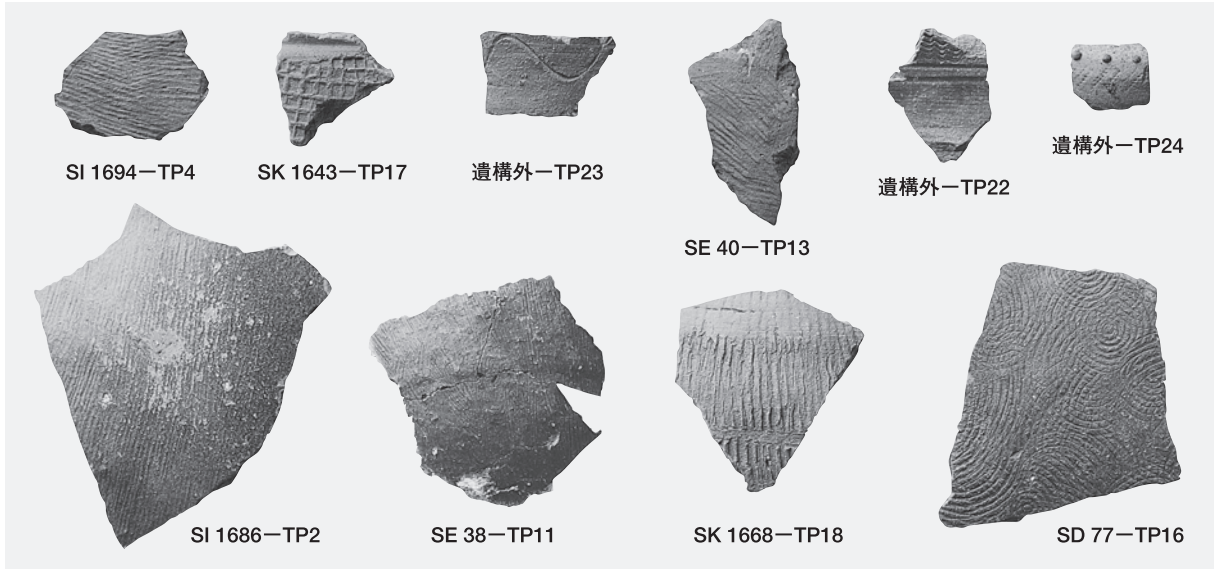 SI 1694－TP4
SK 1643－TP17
遺構外－TP23
SE 40－TP13
遺構外－TP22
遺構外－TP24
SI 1686－TP2
SE 38－TP11
SK 1668－TP18
SD 77－TP16